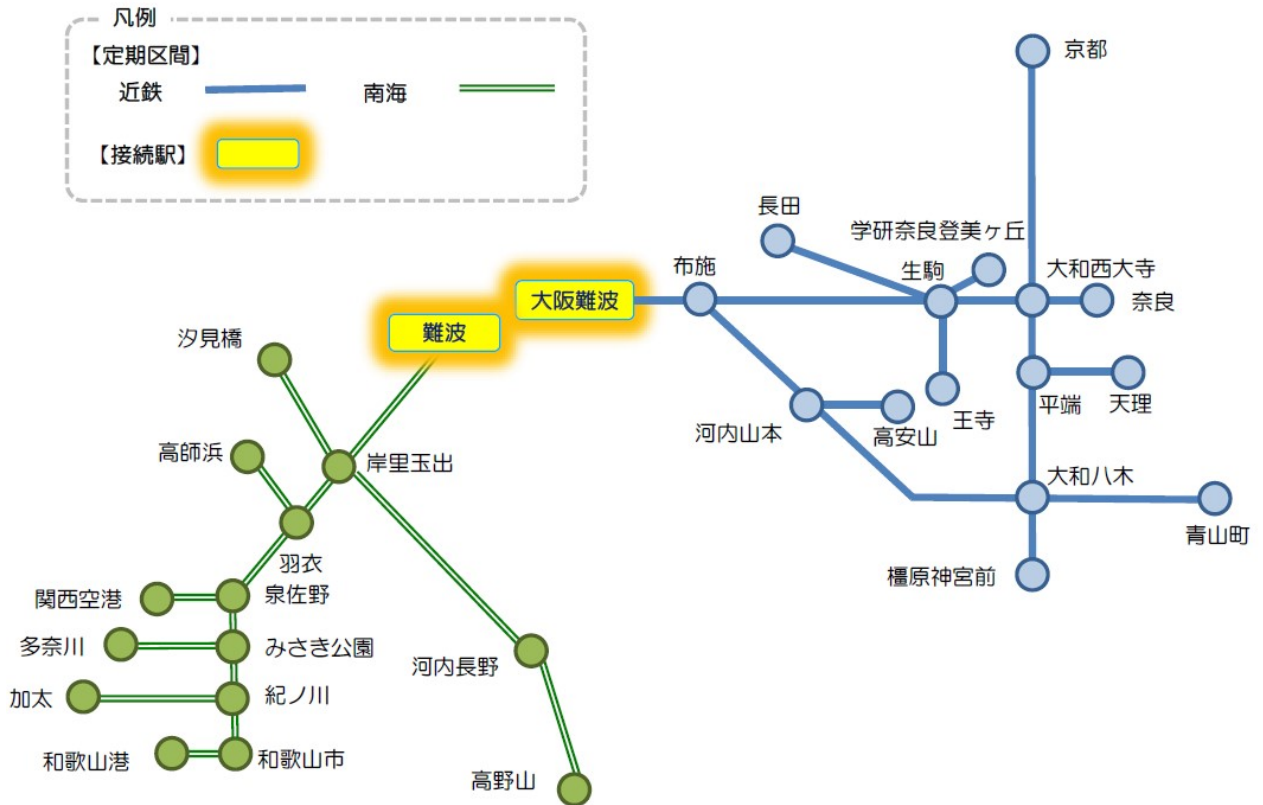 凡例
【定期区間】
近鉄
南海
【接続駅】
京都
長田
学研奈良登美ヶ丘
布施
生駒
大和西大寺
大阪難波
奈良
難波
汐見橋
平端
天理
王寺
河内山本
高安山
高師浜
岸里玉出
大和八木
青山町
羽衣
橿原神宮前
関西空港
泉佐野
多奈川
みさき公園
河内長野
加太
紀ノ川
和歌山港
和歌山市
高野山